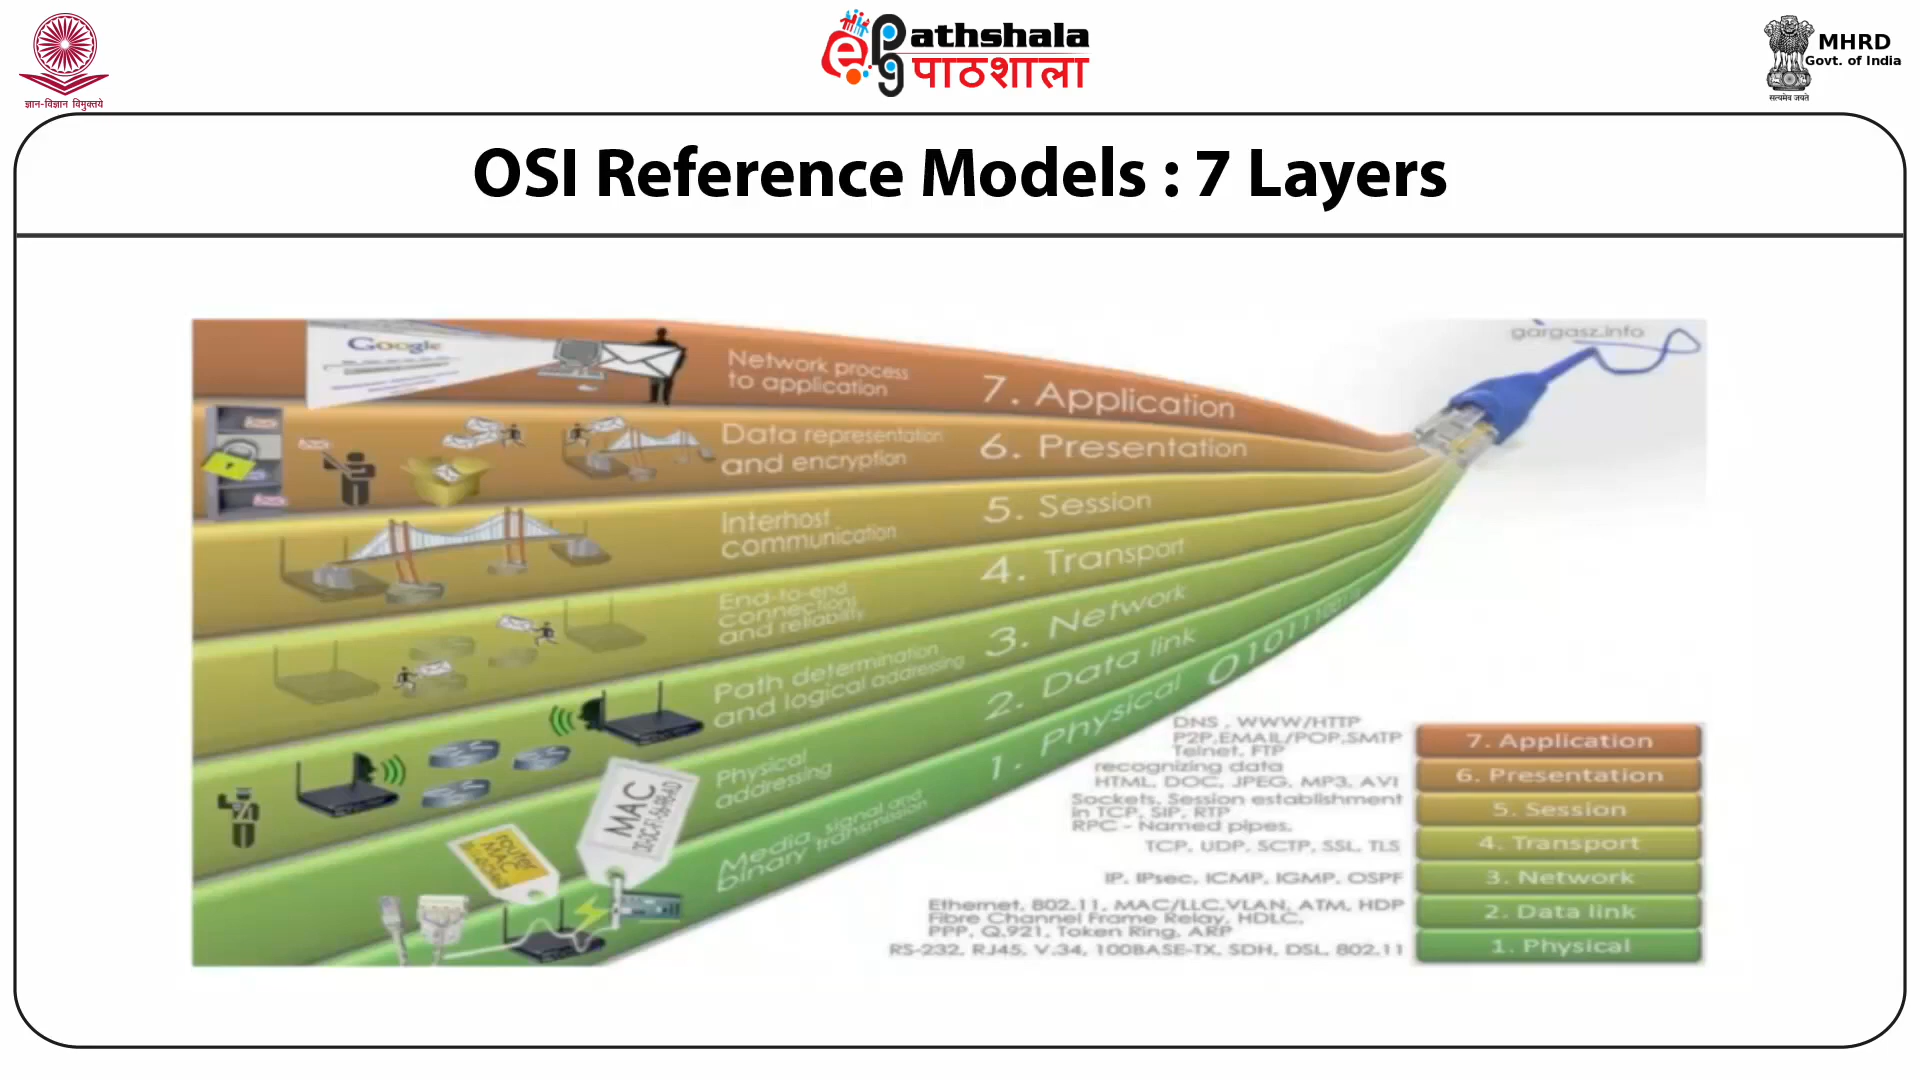 ज्ञान-विज्ञान विमुक्तये
ePathshala
पाठशाला
MHRD
Govt. of India
सत्यमेव जयते
OSI Reference Models : 7 Layers
gargasz.info
Google
Network process
to application
7. Application
Data representation
and encryption
6. Presentation
Interhost
communication
5. Session
End-to-end
connections
and reliability
4. Transport
Path determination
and logical addressing
3. Network
Physical
addressing
2. Data link
Media, signal and
binary transmission
1. Physical
MAC
router
MAC
DNS , WWW/HTTP
P2P,EMAIL/POP,SMTP
Telnet, FTP
7. Application
recognizing data
HTML, DOC, JPEG, MP3, AVI
6. Presentation
Sockets, Session establishment
in TCP, SIP, RTP
RPC - Named pipes,
5. Session
TCP, UDP, SCTP, SSL, TLS
4. Transport
IP, IPsec, ICMP, IGMP, OSPF
3. Network
Ethernet, 802.11, MAC/LLC,VLAN, ATM, HDP
Fibre Channel Frame Relay, HDLC,
PPP, Q.921, Token Ring, ARP
2. Data link
RS-232, RJ45, V.34, 100BASE-TX, SDH, DSL, 802.11
1. Physical